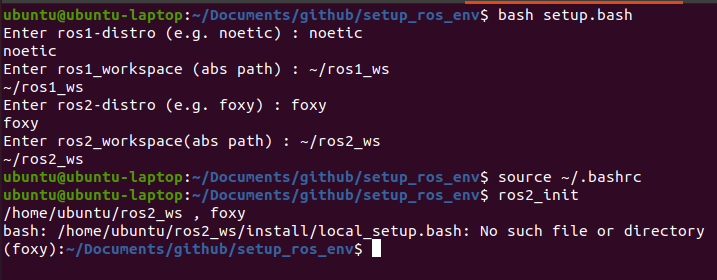 ubuntu@ubuntu-laptop:~/Documents/github/setup_ros_env$ bash setup.bash
Enter ros1-distro (e.g. noetic) : noetic
noetic
Enter ros1_workspace (abs path) : ~/ros1_ws
~/ros1_ws
Enter ros2-distro (e.g. foxy) : foxy
foxy
Enter ros2_workspace(abs path) : ~/ros2_ws
~/ros2_ws
ubuntu@ubuntu-laptop:~/Documents/github/setup_ros_env$ source ~/.bashrc
ubuntu@ubuntu-laptop:~/Documents/github/setup_ros_env$ ros2_init
/home/ubuntu/ros2_ws , foxy
bash: /home/ubuntu/ros2_ws/install/local_setup.bash: No such file or directory
(foxy):~/Documents/github/setup_ros_env$